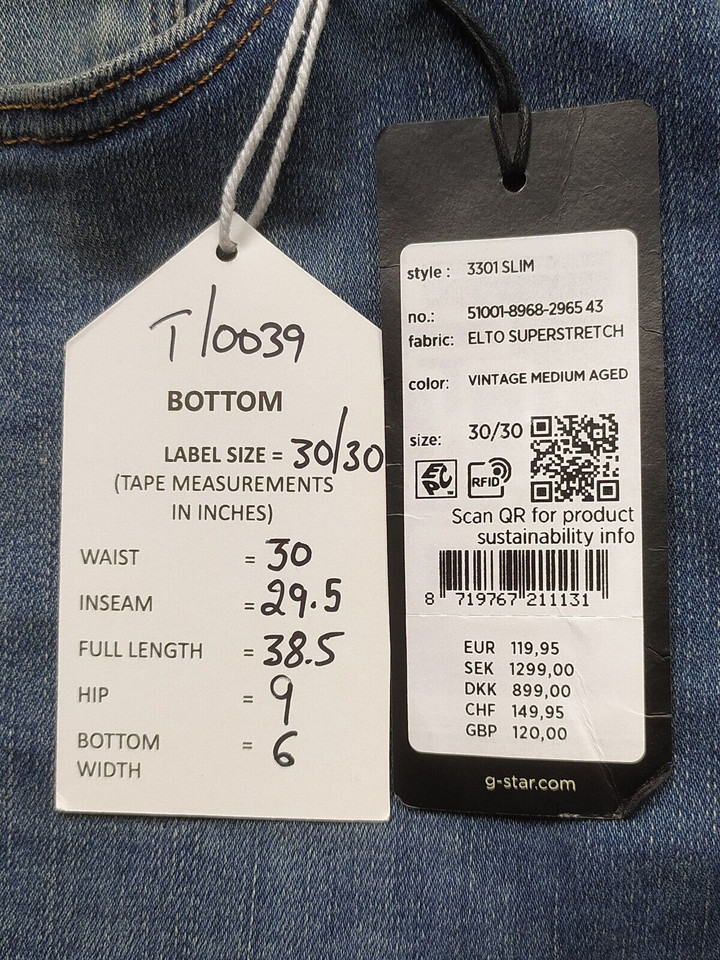 T/0039
BOTTOM
LABEL SIZE = 30/30
(TAPE MEASUREMENTS
IN INCHES)
WAIST = 30
INSEAM = 29.5
FULL LENGTH = 38.5
HIP = 9
BOTTOM = 6
WIDTH
style : 3301 SLIM
no.: 51001-8968-2965 43
fabric: ELTO SUPERSTRETCH
color: VINTAGE MEDIUM AGED
size: 30/30
EPC RFID
Scan QR for product
sustainability info
8 719767 211131
EUR 119,95
SEK 1299,00
DKK 899,00
CHF 149,95
GBP 120,00
g-star.com